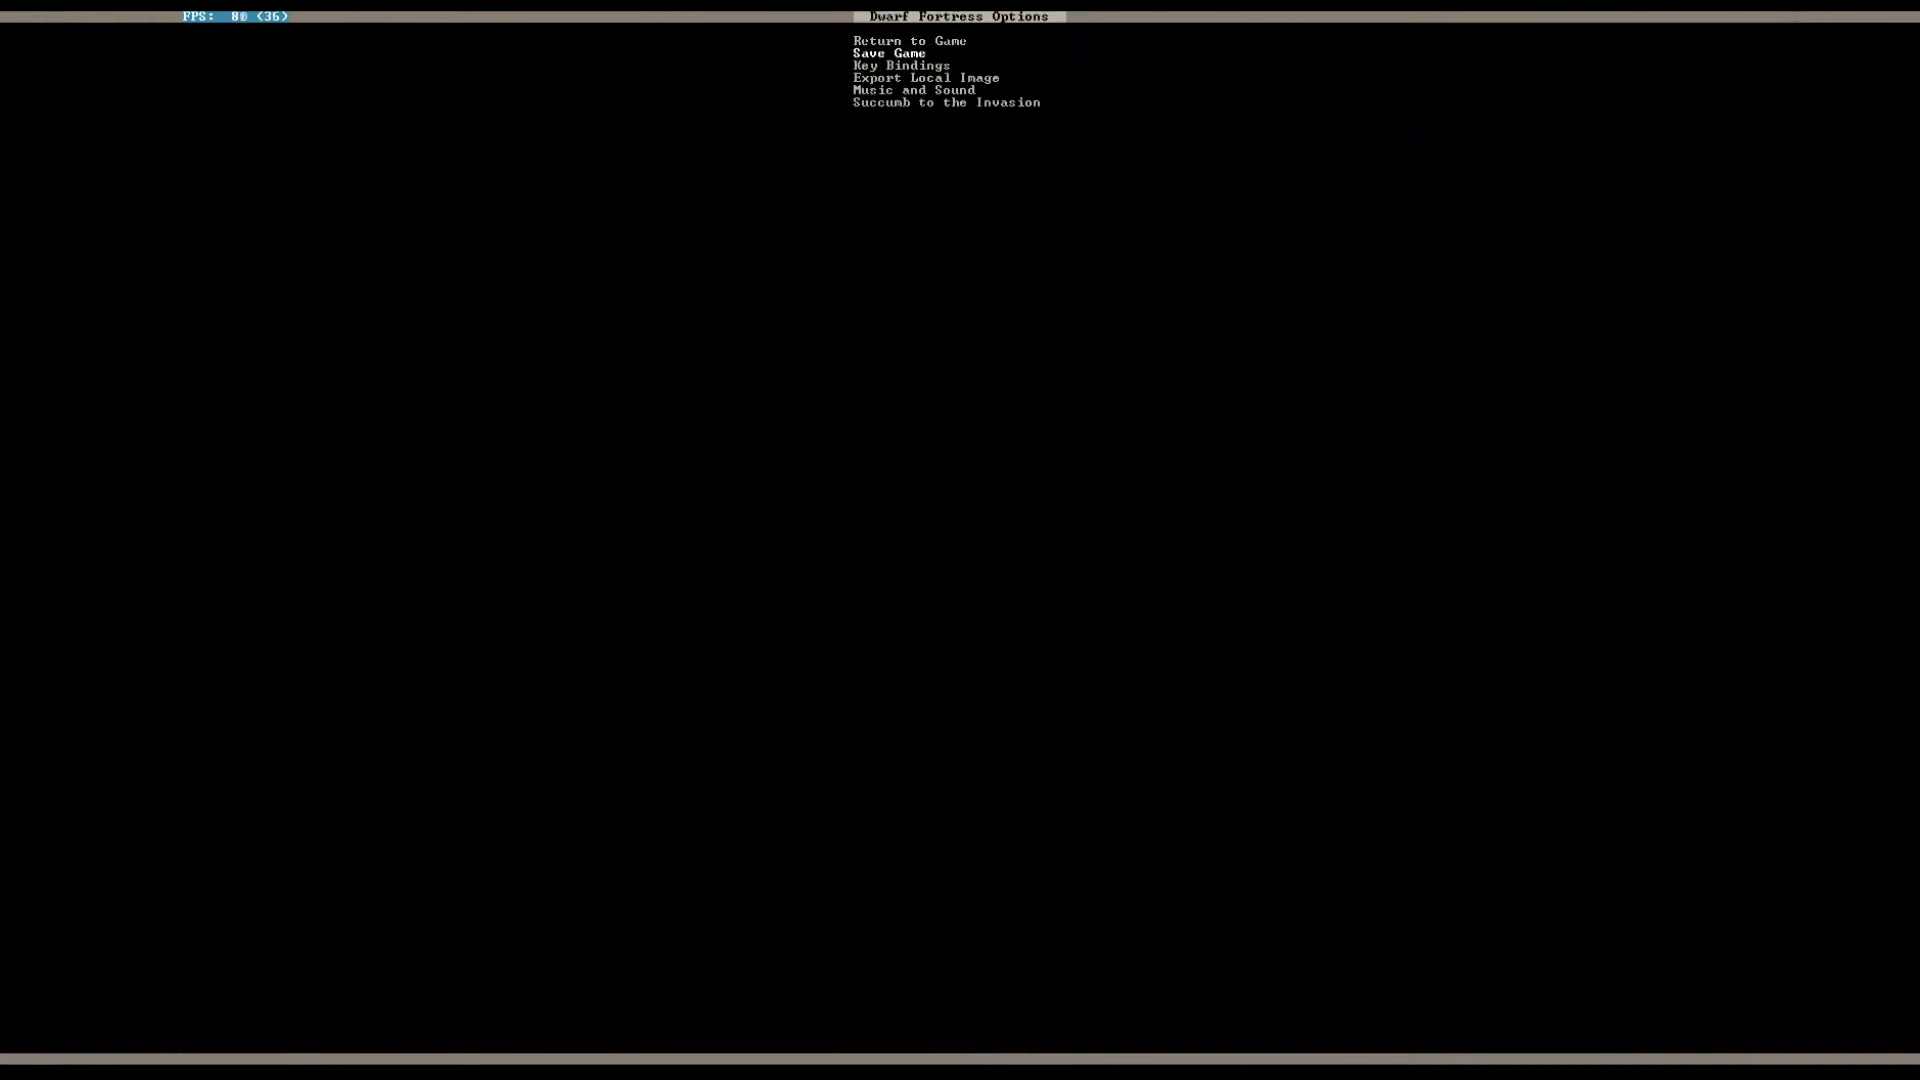 FPS: 80 (36)
Dwarf Fortress Options
Return to Game
Save Game
Key Bindings
Export Local Image
Music and Sound
Succumb to the Invasion